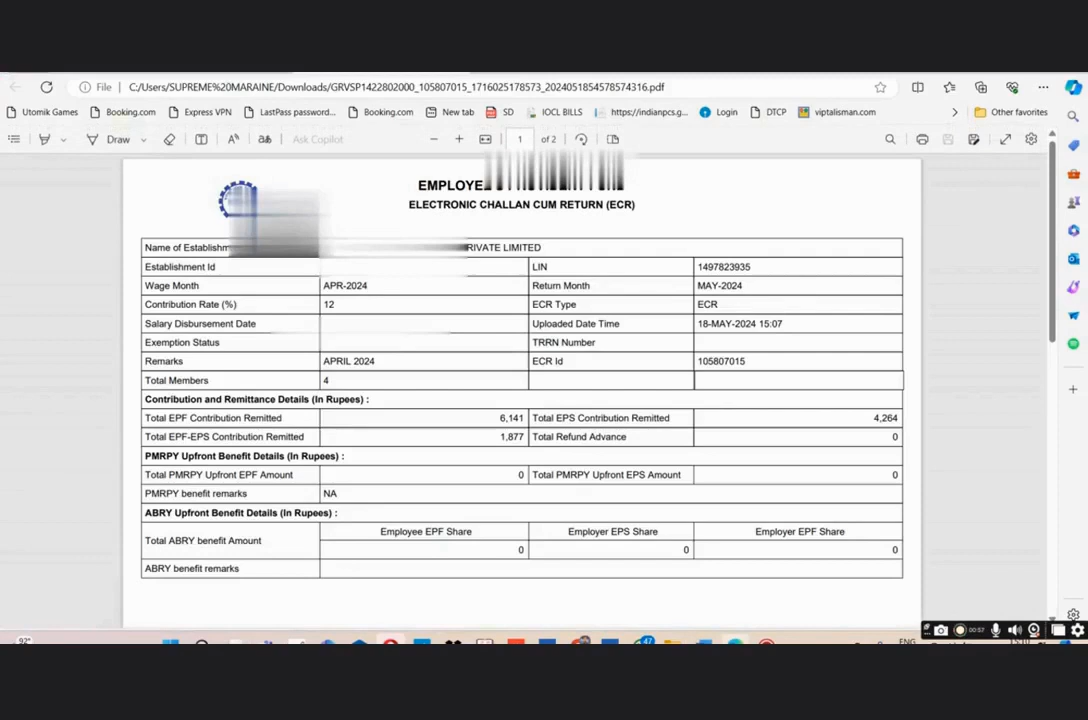 File C:/Users/SUPREME%20MARAINE/Downloads/GRVSP1422802000_105807015_1716025178573_2024051854578574316.pdf
Utomik Games Booking.com Express VPN LastPass password... Booking.com New tab SD IOCL BILLS https://indianpcs.g... Login DTCP viptalisman.com Other favorites
Draw Ask Copilot 1 of 2
EMPLOYE
ELECTRONIC CHALLAN CUM RETURN (ECR)
Name of Establishm RIVATE LIMITED
Establishment Id LIN 1497823935
Wage Month APR-2024 Return Month MAY-2024
Contribution Rate (%) 12 ECR Type ECR
Salary Disbursement Date Uploaded Date Time 18-MAY-2024 15:07
Exemption Status TRRN Number
Remarks APRIL 2024 ECR Id 105807015
Total Members 4
Contribution and Remittance Details (In Rupees) :
Total EPF Contribution Remitted 6,141 Total EPS Contribution Remitted 4,264
Total EPF-EPS Contribution Remitted 1,877 Total Refund Advance 0
PMRPY Upfront Benefit Details (In Rupees) :
Total PMRPY Upfront EPF Amount 0 Total PMRPY Upfront EPS Amount 0
PMRPY benefit remarks NA
ABRY Upfront Benefit Details (In Rupees) :
Employee EPF Share Employer EPS Share Employer EPF Share
Total ABRY benefit Amount
0 0 0
ABRY benefit remarks
00:57
92° 47 ENG